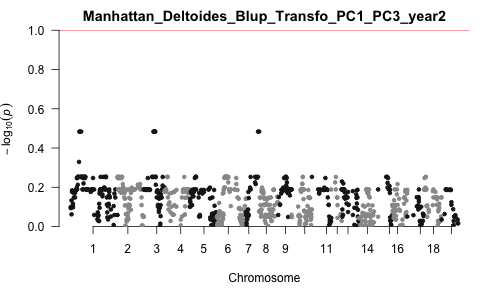 Manhattan_Deltoides_Blup_Transfo_PC1_PC3_year2
− log10(p)
1.0
0.8
0.6
0.4
0.2
0.0
1 2 3 4 5 6 7 8 9 11 14 16 18
Chromosome